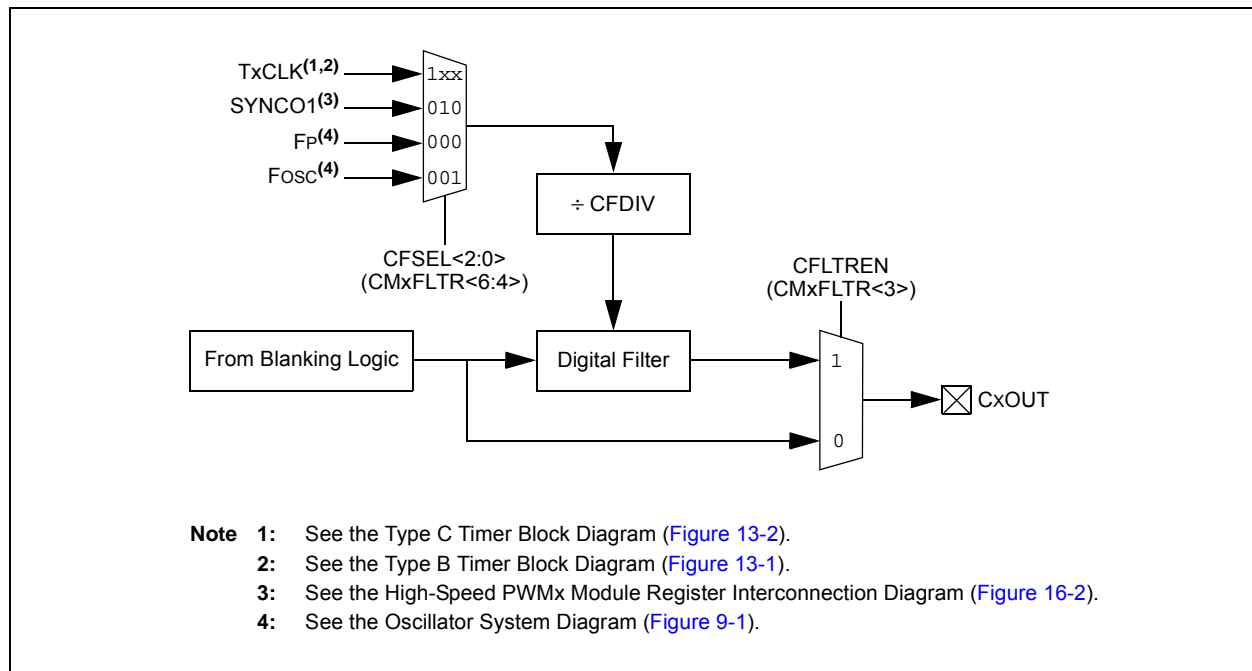 TxCLK(1,2)
SYNCO1(3)
FP(4)
FOSC(4)
1xx
010
000
001
÷ CFDIV
CFSEL<2:0>
(CMxFLTR<6:4>)
CFLTREN
(CMxFLTR<3>)
From Blanking Logic
Digital Filter
1
0
CxOUT
Note 1: See the Type C Timer Block Diagram (Figure 13-2).
2: See the Type B Timer Block Diagram (Figure 13-1).
3: See the High-Speed PWMx Module Register Interconnection Diagram (Figure 16-2).
4: See the Oscillator System Diagram (Figure 9-1).